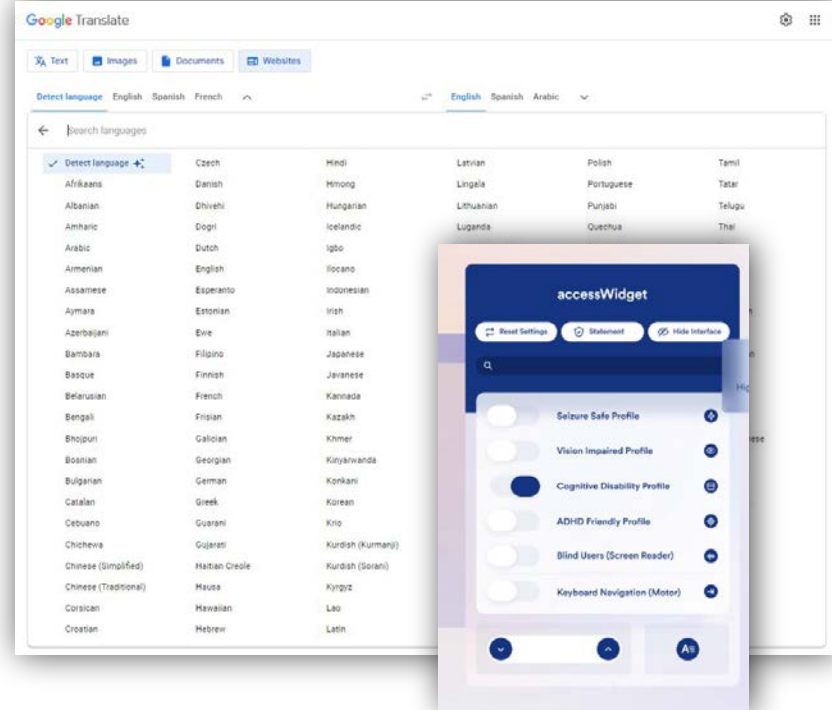 Google Translate
Text Images Documents Websites
Detect language English Spanish French
English Spanish Arabic
Search languages
Detect language Czech Hindi Latvian Polish Tamil
Afrikaans Danish Hmong Lingala Portuguese Tatar
Albanian Dhivehi Hungarian Lithuanian Punjabi Telugu
Amharic Dogri Icelandic Luganda Quechua Thai
Arabic Dutch Igbo
Armenian English Ilocano
Assamese Esperanto Indonesian
Aymara Estonian Irish
Azerbaijani Ewe Italian
Bambara Filipino Japanese
Basque Finnish Javanese
Belarusian French Kannada
Bengali Frisian Kazakh
Bhojpuri Galician Khmer
Bosnian Georgian Kinyarwanda
Bulgarian German Konkani
Catalan Greek Korean
Cebuano Guarani Krio
Chichewa Gujarati Kurdish (Kurmanji)
Chinese (Simplified) Haitian Creole Kurdish (Sorani)
Chinese (Traditional) Hausa Kyrgyz
Corsican Hawaiian Lao
Croatian Hebrew Latin
accessWidget
Reset Settings Statement Hide Interface
Seizure Safe Profile
Vision Impaired Profile
Cognitive Disability Profile
ADHD Friendly Profile
Blind Users (Screen Reader)
Keyboard Navigation (Motor)